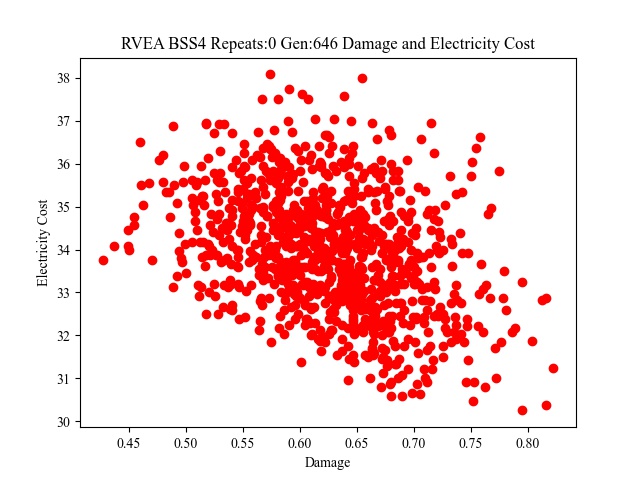 RVEA BSS4 Repeats:0 Gen:646 Damage and Electricity Cost
38
37
36
35
34
33
32
31
30
Electricity Cost
0.45 0.50 0.55 0.60 0.65 0.70 0.75 0.80
Damage